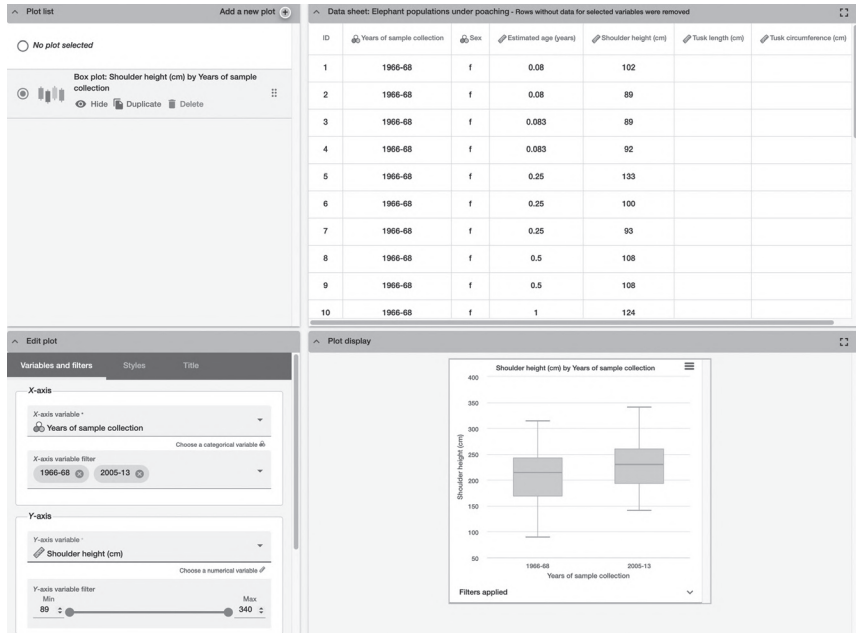 Plot list
Add a new plot
No plot selected
Box plot: Shoulder height (cm) by Years of sample
collection
Hide Duplicate Delete
Data sheet: Elephant populations under poaching - Rows without data for selected variables were removed
ID Years of sample collection Sex Estimated age (years) Shoulder height (cm) Tusk length (cm) Tusk circumference (cm)
1 1966-68 f 0.08 102
2 1966-68 f 0.08 89
3 1966-68 f 0.083 89
4 1966-68 f 0.083 92
5 1966-68 f 0.25 133
6 1966-68 f 0.25 100
7 1966-68 f 0.25 93
8 1966-68 f 0.5 108
9 1966-68 f 0.5 108
10 1966-68 f 1 124
Edit plot
Variables and filters Styles Title
X-axis
X-axis variable *
Years of sample collection
Choose a categorical variable
X-axis variable filter
1966-68 2005-13
Y-axis
Y-axis variable *
Shoulder height (cm)
Choose a numerical variable
Y-axis variable filter
Min Max
89 340
Plot display
Shoulder height (cm) by Years of sample collection
400
350
300
250
200
150
100
50
Shoulder height (cm)
1966-68 2005-13
Years of sample collection
Filters applied